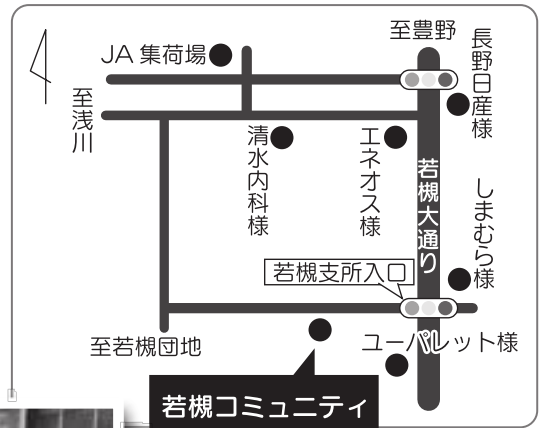 至豊野
JA 集荷場
長野日産様
至浅川
清水内科様
エネオス様
若槻大通り
しまむら様
若槻支所入口
至若槻団地
ユーパレット様
若槻コミュニティ